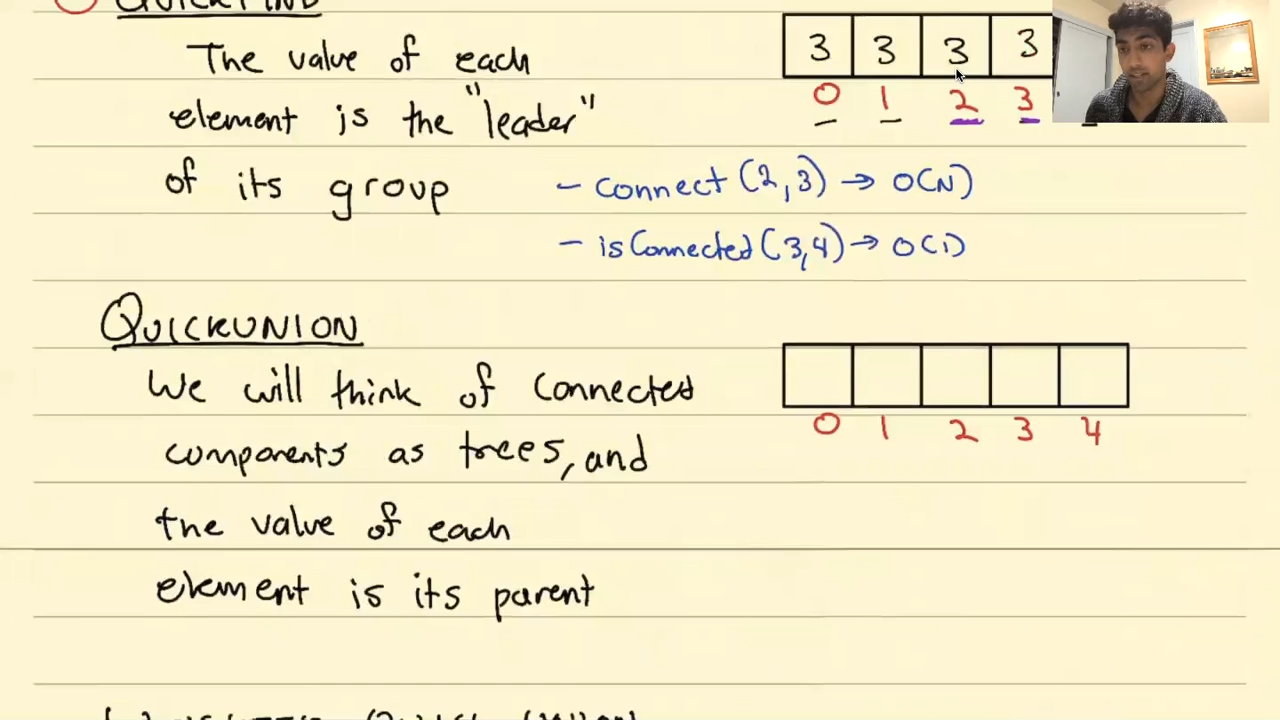 QUICKFIND
The value of each
element is the "leader"
of its group
3 3 3 3
0 1 2 3
- connect (2,3) → O(N)
- isConnected (3,4) → O(1)
QUICKUNION
We will think of connected
components as trees, and
the value of each
element is its parent
0 1 2 3 4